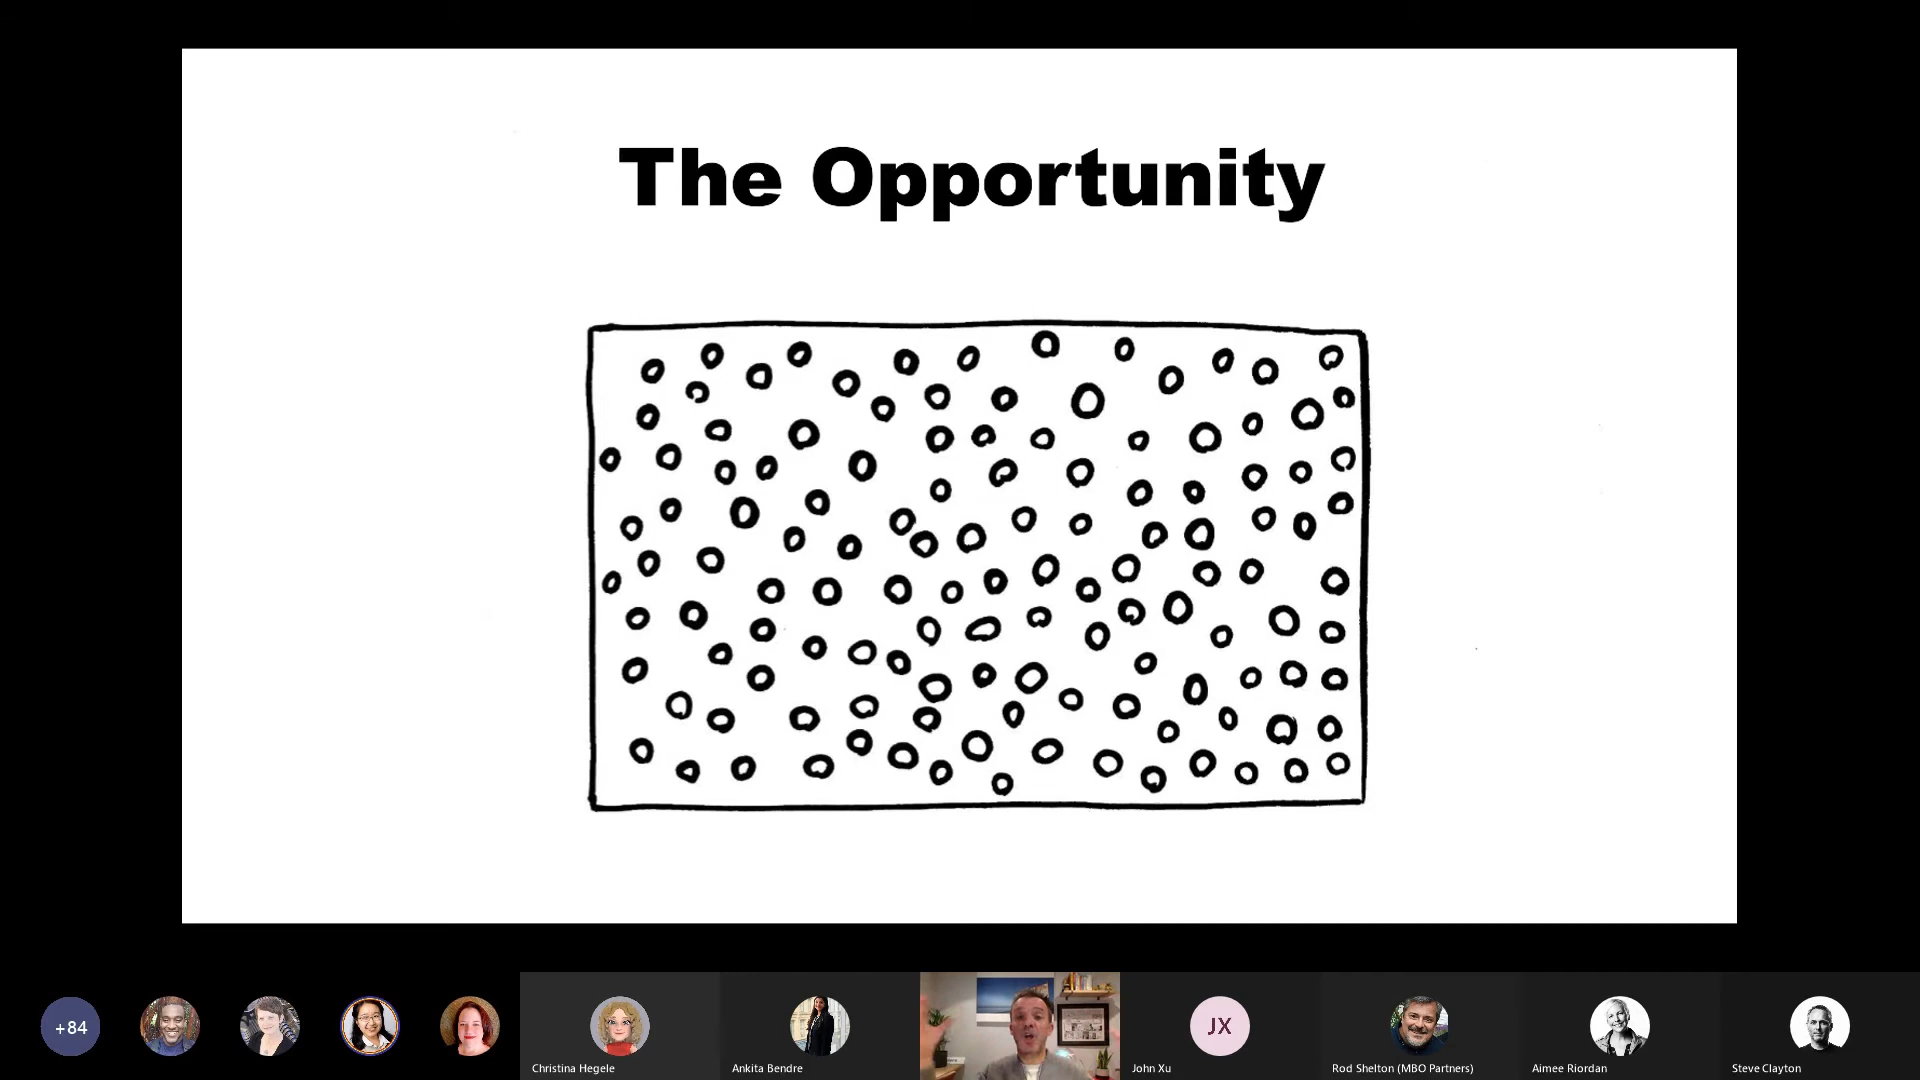 The Opportunity
+84
Christina Hegele
Ankita Bendre
JX
John Xu
Rod Shelton (MBO Partners)
Aimee Riordan
Steve Clayton